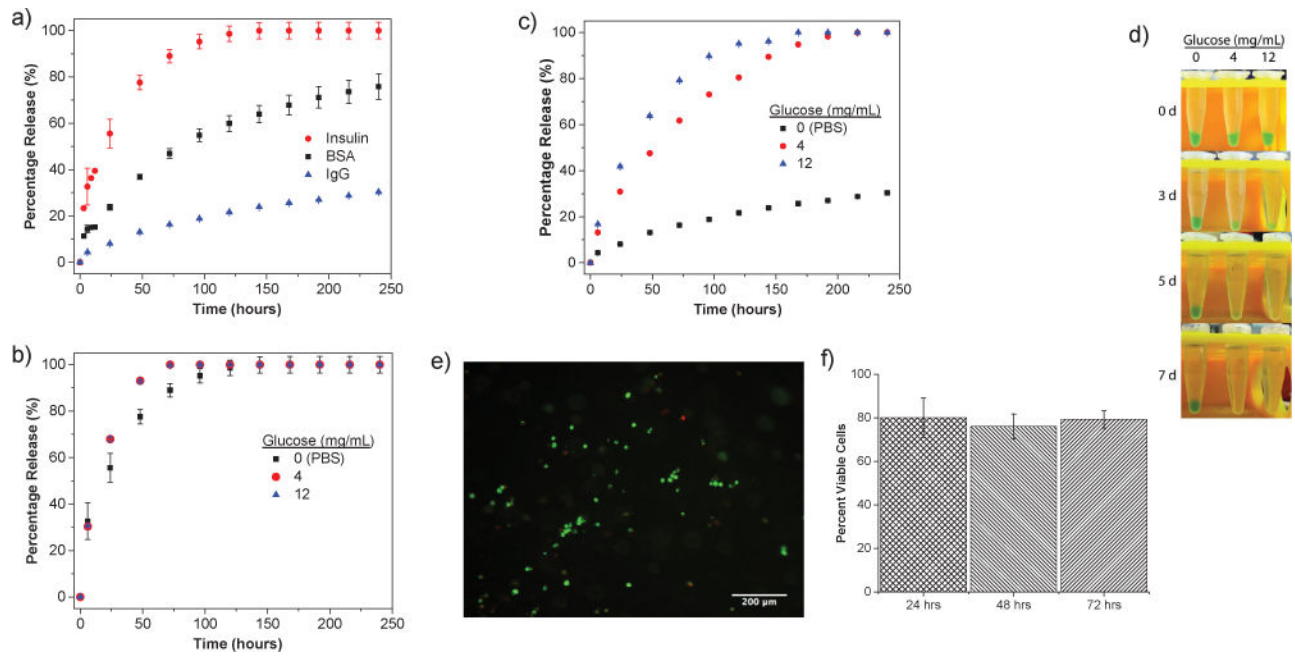 a)
Percentage Release (%)
100
80
60
40
20
0
Insulin
BSA
IgG
0 50 100 150 200 250
Time (hours)
b)
Percentage Release (%)
100
80
60
40
20
0
Glucose (mg/mL)
0 (PBS)
4
12
0 50 100 150 200 250
Time (hours)
c)
Percentage Release (%)
100
80
60
40
20
0
Glucose (mg/mL)
0 (PBS)
4
12
0 50 100 150 200 250
Time (hours)
d)
Glucose (mg/mL)
0 4 12
0 d
3 d
5 d
7 d
e)
200 μm
f)
Percent Viable Cells
100
80
60
40
20
0
24 hrs 48 hrs 72 hrs